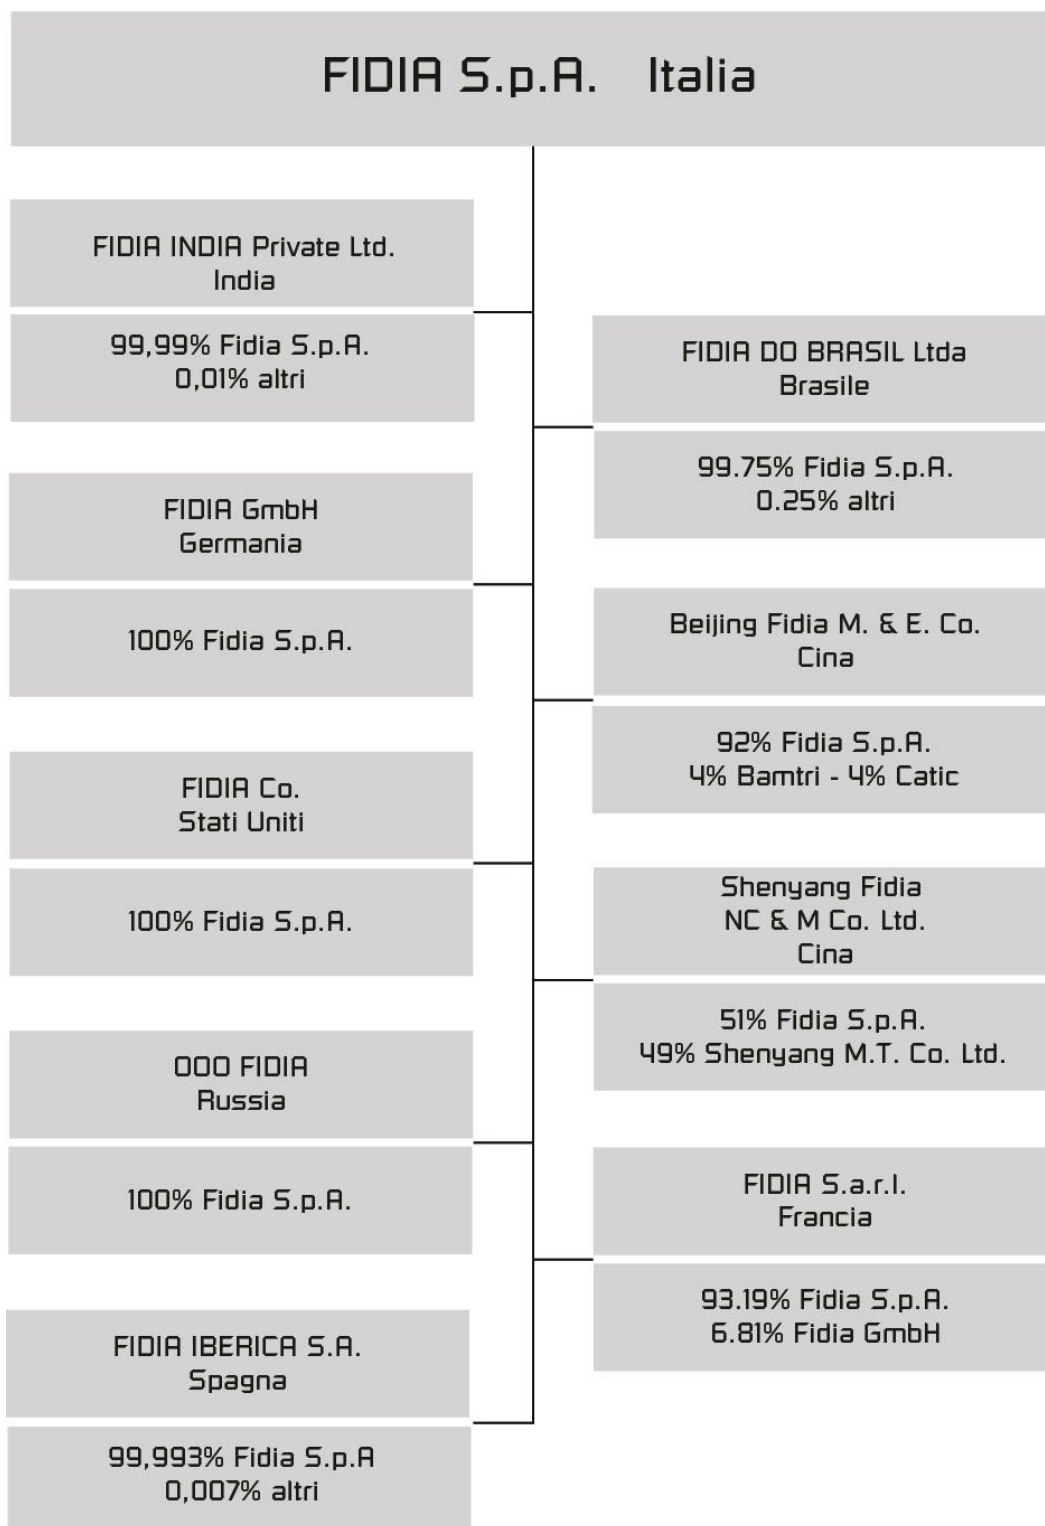 FIDIA S.p.A. Italia
FIDIA INDIA Private Ltd.
India
99,99% Fidia S.p.A.
0,01% altri
FIDIA DO BRASIL Ltda
Brasile
99.75% Fidia S.p.A.
0.25% altri
FIDIA GmbH
Germania
100% Fidia S.p.A.
Beijing Fidia M. & E. Co.
Cina
92% Fidia S.p.A.
4% Bamtri - 4% Catic
FIDIA Co.
Stati Uniti
100% Fidia S.p.A.
Shenyang Fidia
NC & M Co. Ltd.
Cina
51% Fidia S.p.A.
49% Shenyang M.T. Co. Ltd.
OOO FIDIA
Russia
100% Fidia S.p.A.
FIDIA S.a.r.l.
Francia
93.19% Fidia S.p.A.
6.81% Fidia GmbH
FIDIA IBERICA S.A.
Spagna
99,993% Fidia S.p.A
0,007% altri